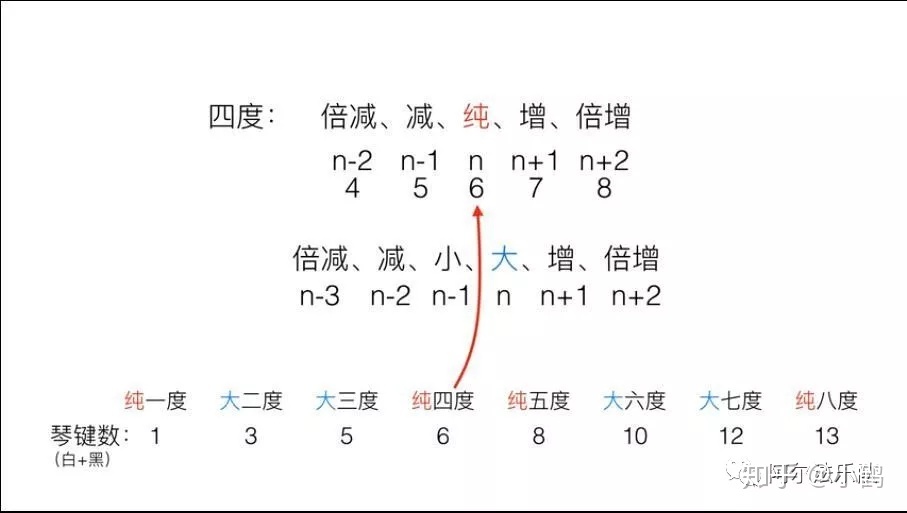 四度: 倍减、减、纯、增、倍增
n-2 n-1 n n+1 n+2
4 5 6 7 8
倍减、减、小、大、增、倍增
n-3 n-2 n-1 n n+1 n+2
纯一度 大二度 大三度 纯四度 纯五度 大六度 大七度 纯八度
琴键数: 1 3 5 6 8 10 12 13
(白+黑)
知乎 @小鹤